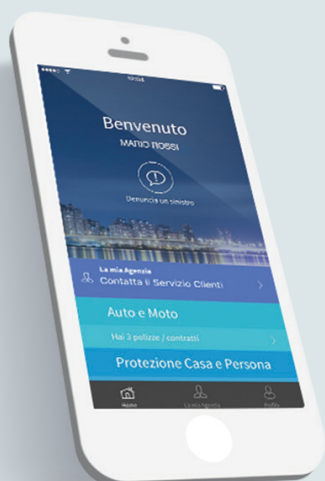 Benvenuto
MARIO ROSSI
Denuncia un sinistro
La mia Agenzia
Contatta il Servizio Clienti
Auto e Moto
Hai 3 polizze / contratti
Protezione Casa e Persona
Home
La mia Agenzia
Profilo